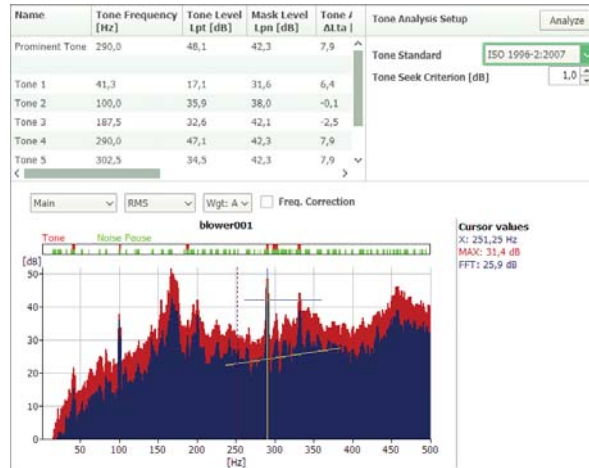 Name Tone Frequency Tone Level Mask Level Tone
[Hz] Lpt [dB] Lpn [dB] ΔLta
Prominent Tone 290,0 48,1 42,3 7,9
Tone 1 41,3 17,1 31,6 6,4
Tone 2 100,0 35,9 38,0 -0,1
Tone 3 187,5 32,6 42,1 -2,5
Tone 4 290,0 47,1 42,3 7,9
Tone 5 302,5 34,5 42,3 7,9
Tone Analysis Setup Analyze
Tone Standard ISO 1996-2:2007
Tone Seek Criterion [dB] 1,0
Main RMS Wgt: A Freq. Correction
blower001
Tone Noise Pause
[dB]
50
40
30
20
10
0
50 100 150 200 250 300 350 400 450 500
[Hz]
Cursor values
X: 251,25 Hz
MAX: 31,4 dB
FFT: 25,9 dB